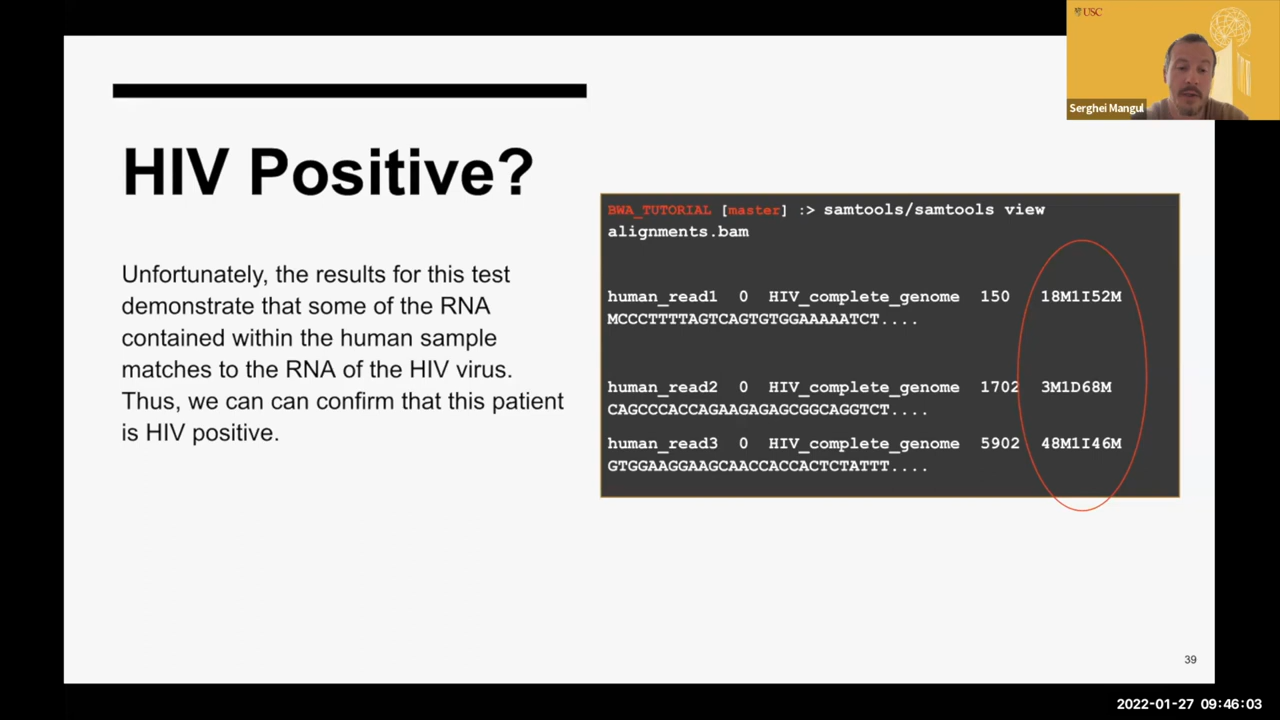 USC
Serghei Mangul
HIV Positive?
Unfortunately, the results for this test
demonstrate that some of the RNA
contained within the human sample
matches to the RNA of the HIV virus.
Thus, we can can confirm that this patient
is HIV positive.
BWA_TUTORIAL [master] :> samtools/samtools view
alignments.bam
human_read1 0 HIV_complete_genome 150 18M1I52M
MCCCTTTTAGTCAGTGTGGAAAAATCT....
human_read2 0 HIV_complete_genome 1702 3M1D68M
CAGCCCACCAGAAGAGAGCGGCAGGTCT....
human_read3 0 HIV_complete_genome 5902 48M1I46M
GTGGAAGGAAGCAACCACCACTCTATTT....
39
2022-01-27 09:46:03